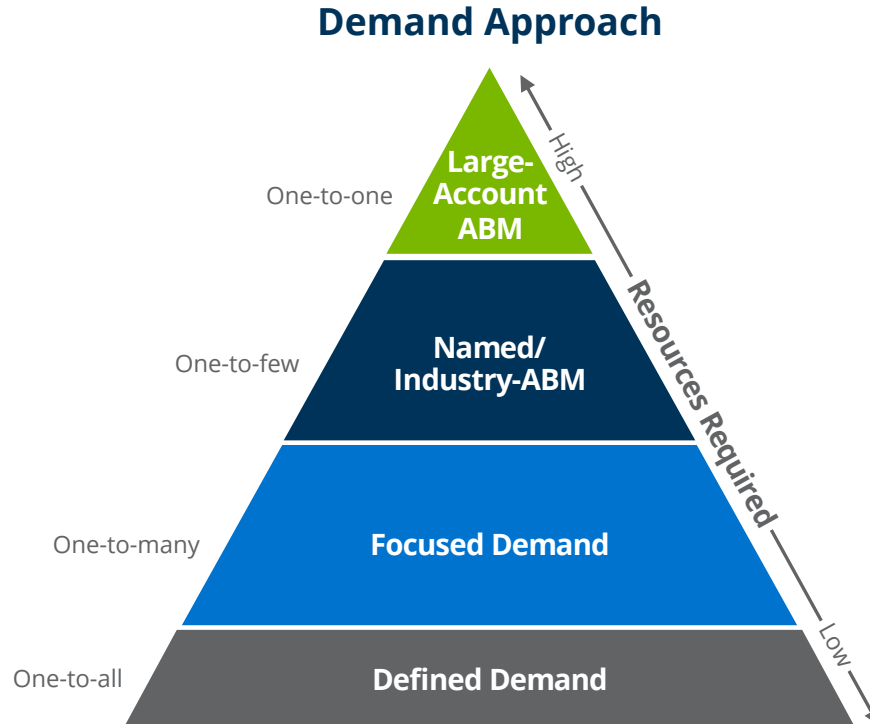 Demand Approach
One-to-one
Large-
Account
ABM
High
One-to-few
Named/
Industry-ABM
Resources Required
One-to-many
Focused Demand
Low
One-to-all
Defined Demand